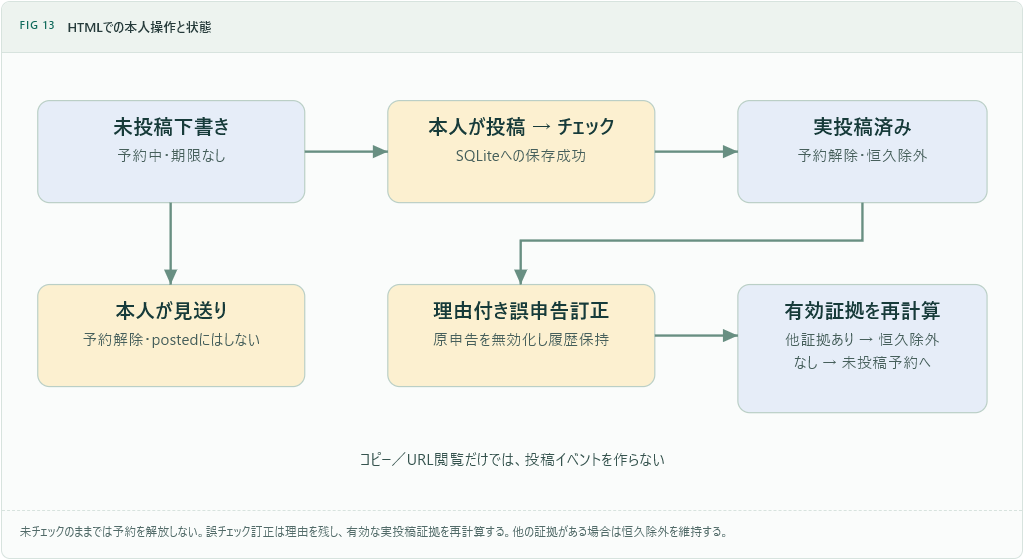 FIG 13 HTMLでの本人操作と状態
未投稿下書き
予約中・期限なし
本人が投稿 → チェック
SQLiteへの保存成功
実投稿済み
予約解除・恒久除外
本人が見送り
予約解除・postedにはしない
理由付き誤申告訂正
原申告を無効化し履歴保持
有効証拠を再計算
他証拠あり → 恒久除外
なし → 未投稿予約へ
コピー／URL閲覧だけでは、投稿イベントを作らない
未チェックのままでは予約を解放しない。誤チェック訂正は理由を残し、有効な実投稿証拠を再計算する。他の証拠がある場合は恒久除外を維持する。